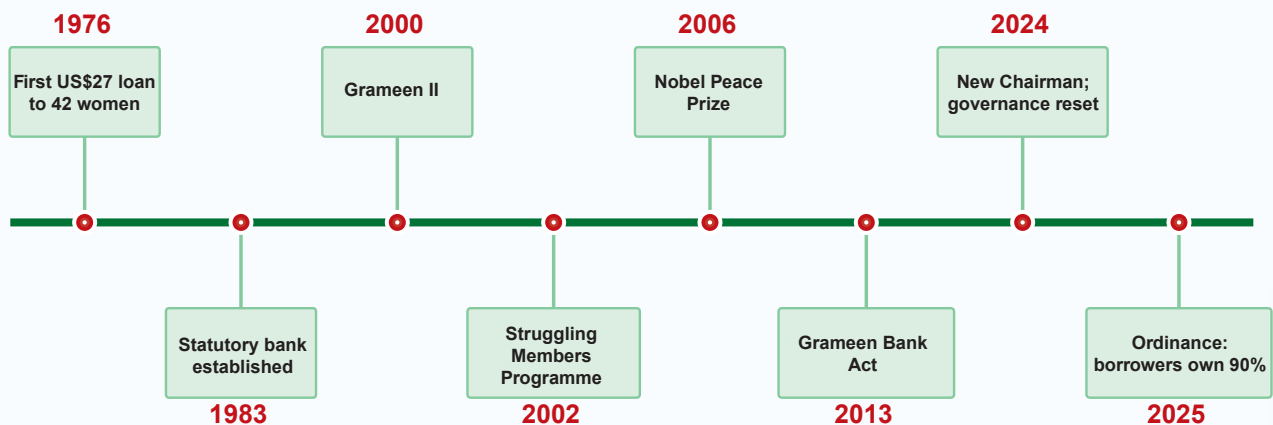 1976
First US$27 loan
to 42 women
1983
Statutory bank
established
2000
Grameen II
2002
Struggling
Members
Programme
2006
Nobel Peace
Prize
2013
Grameen Bank
Act
2024
New Chairman;
governance reset
2025
Ordinance:
borrowers own 90%